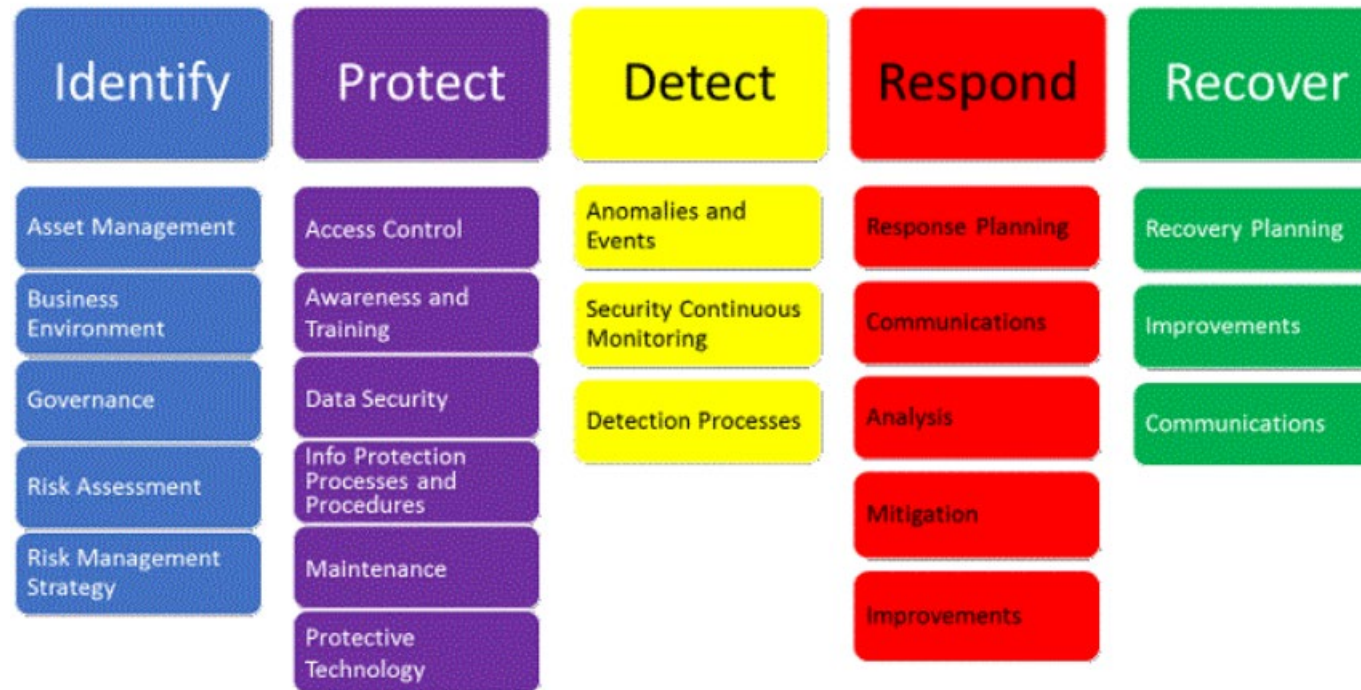 Identify
Protect
Detect
Respond
Recover
Asset Management
Business
Environment
Governance
Risk Assessment
Risk Management
Strategy
Access Control
Awareness and
Training
Data Security
Info Protection
Processes and
Procedures
Maintenance
Protective
Technology
Anomalies and
Events
Security Continuous
Monitoring
Detection Processes
Response Planning
Communications
Analysis
Mitigation
Improvements
Recovery Planning
Improvements
Communications